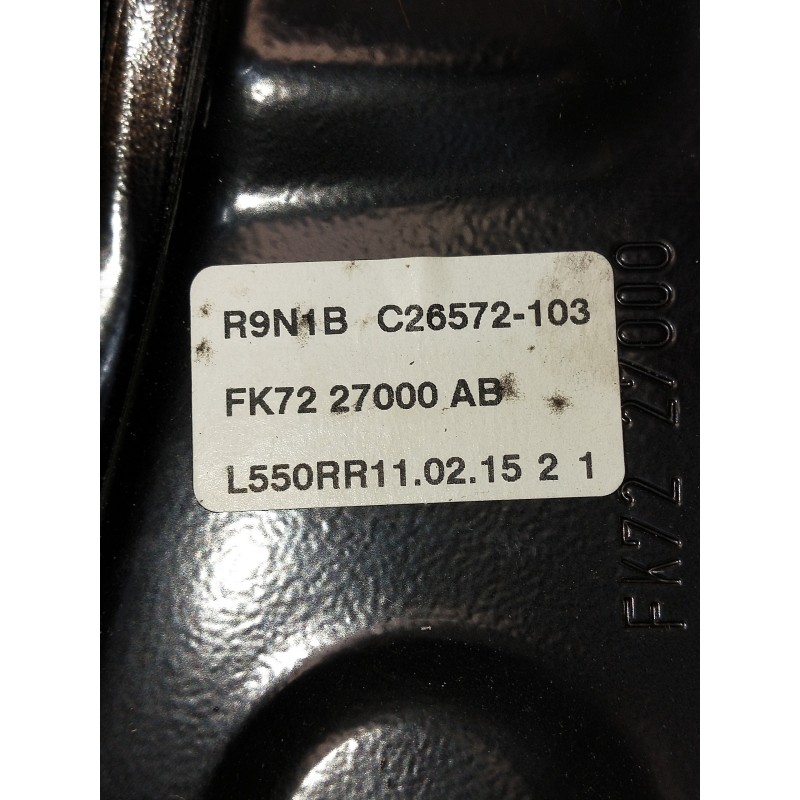 R9N1B C26572-103
FK72 27000 AB
L550RR11.02.15 2 1
FK72 27000